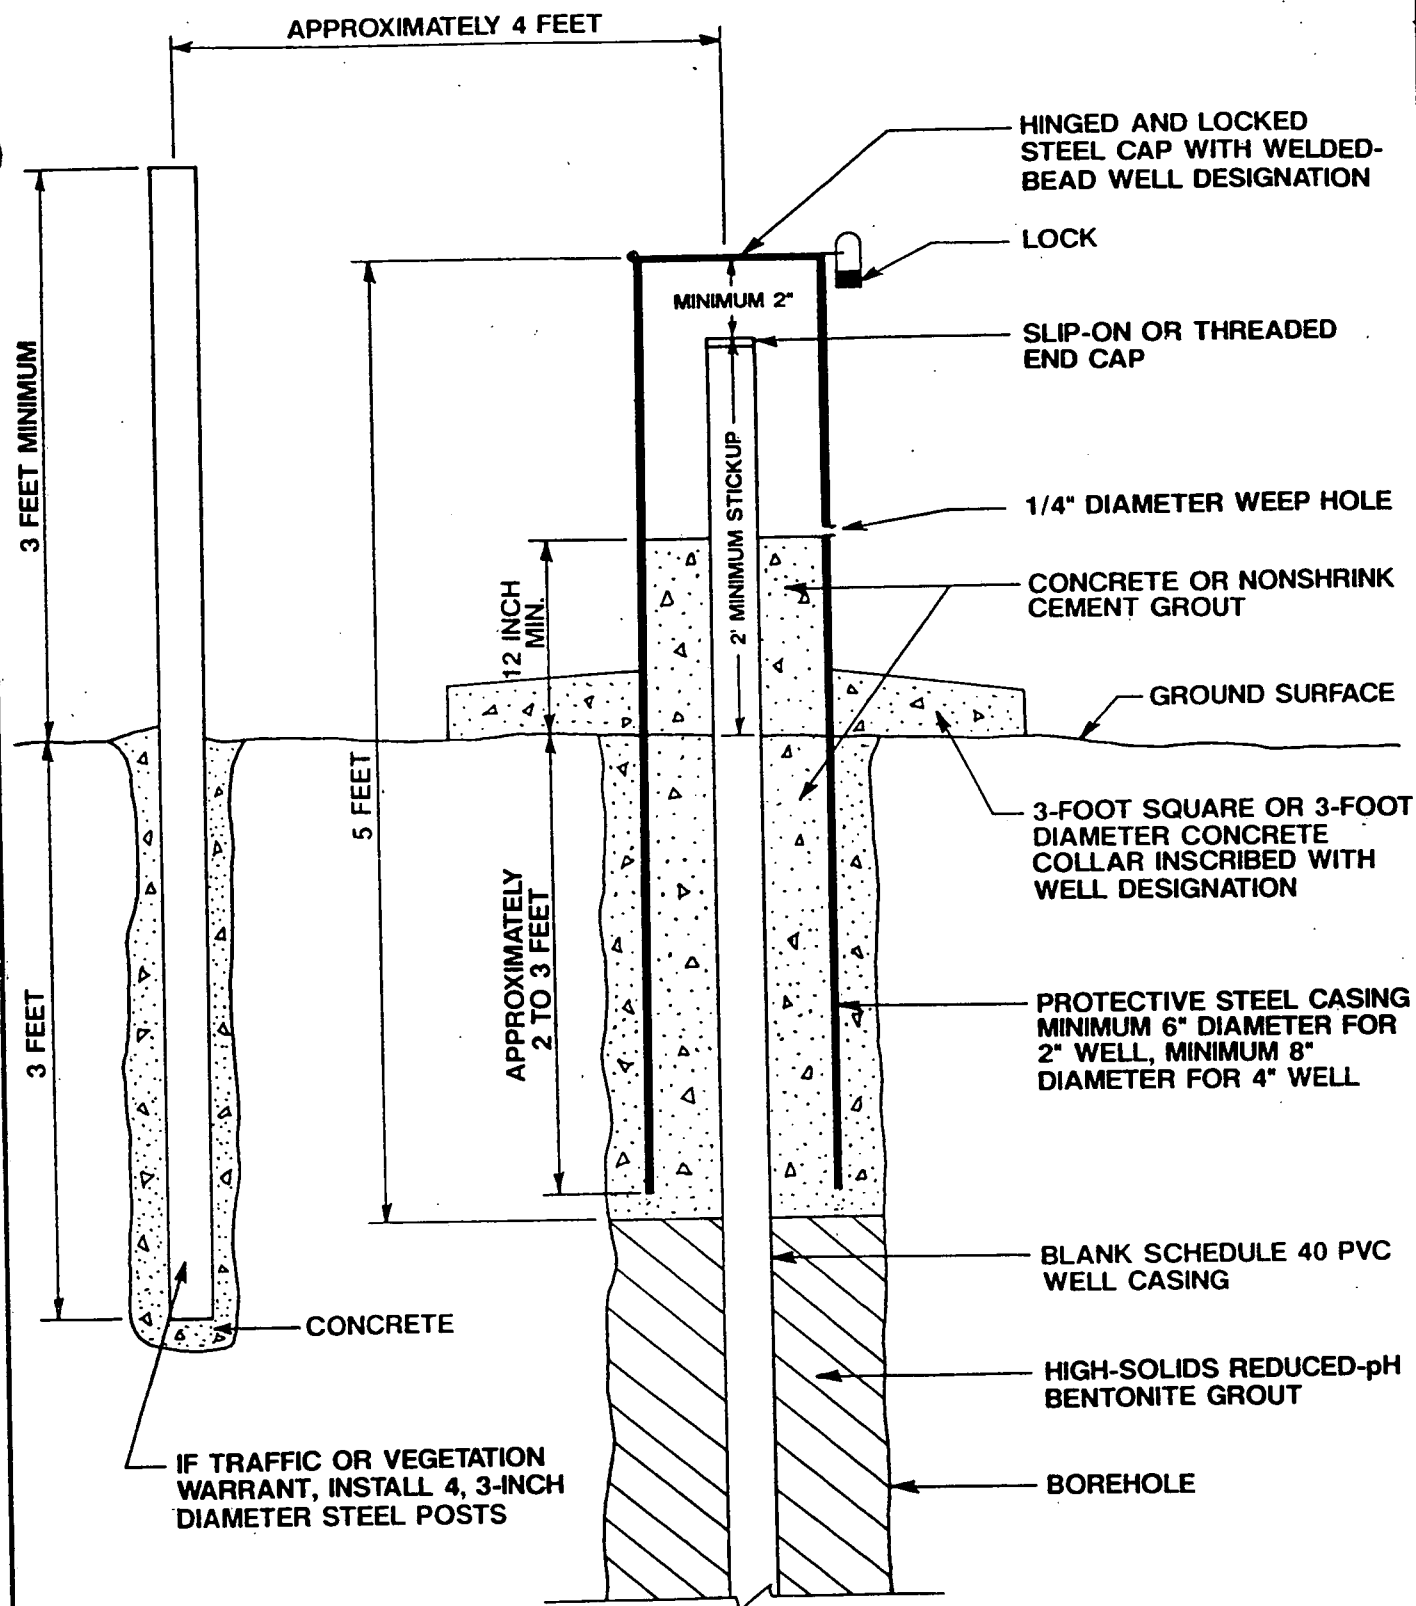 APPROXIMATELY 4 FEET
HINGED AND LOCKED
STEEL CAP WITH WELDED-
BEAD WELL DESIGNATION
LOCK
MINIMUM 2"
SLIP-ON OR THREADED
END CAP
3 FEET MINIMUM
2' MINIMUM STICKUP
1/4" DIAMETER WEEP HOLE
12 INCH
MIN.
CONCRETE OR NONSHRINK
CEMENT GROUT
GROUND SURFACE
5 FEET
3-FOOT SQUARE OR 3-FOOT
DIAMETER CONCRETE
COLLAR INSCRIBED WITH
WELL DESIGNATION
APPROXIMATELY
2 TO 3 FEET
3 FEET
PROTECTIVE STEEL CASING
MINIMUM 6" DIAMETER FOR
2" WELL, MINIMUM 8"
DIAMETER FOR 4" WELL
BLANK SCHEDULE 40 PVC
WELL CASING
CONCRETE
HIGH-SOLIDS REDUCED-pH
BENTONITE GROUT
IF TRAFFIC OR VEGETATION
WARRANT, INSTALL 4, 3-INCH
DIAMETER STEEL POSTS
BOREHOLE